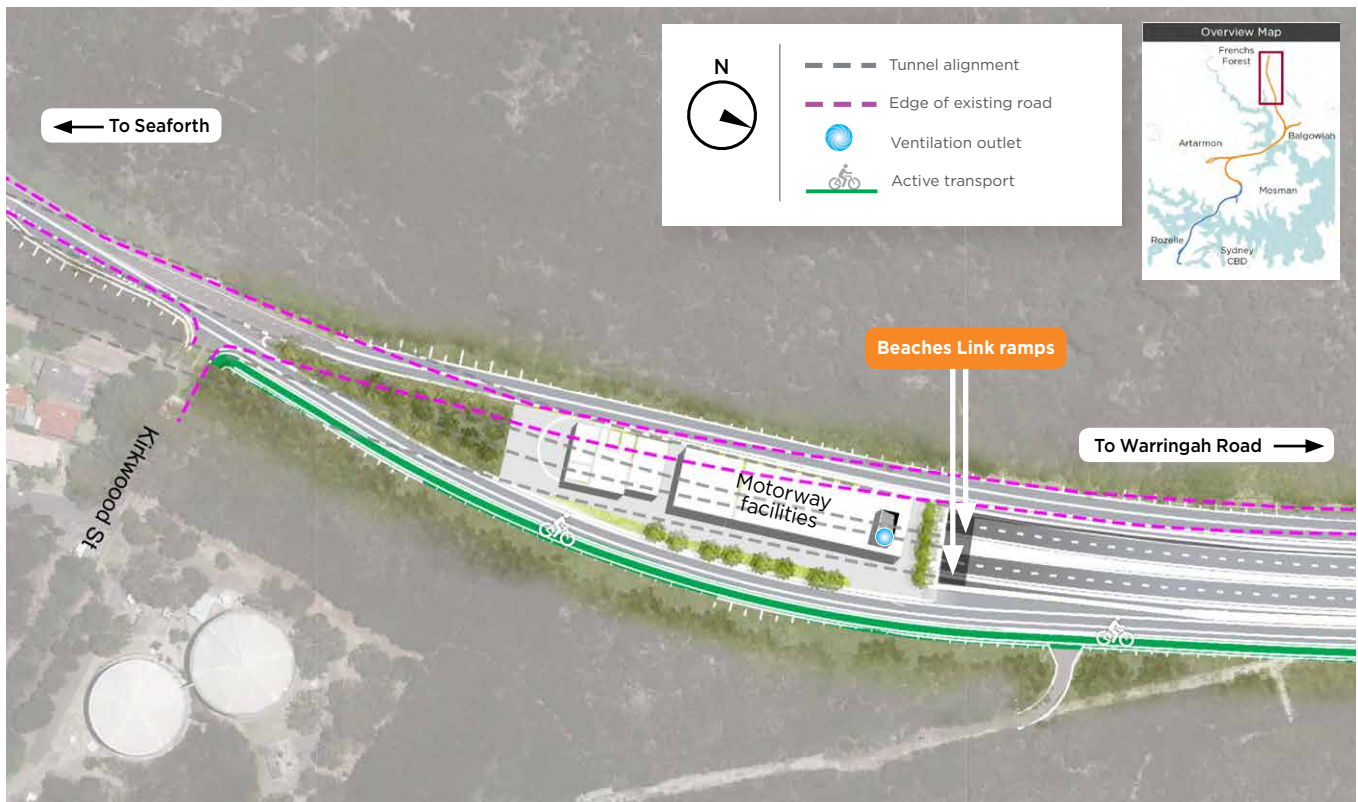 N
Tunnel alignment
Edge of existing road
Ventilation outlet
Active transport
Overview Map
Frenchs
Forest
Balgowlah
Artarmon
Mosman
Rozelle
Sydney
CBD
To Seaforth
Beaches Link ramps
To Warringah Road
Kirkwoood St
Motorway
facilities